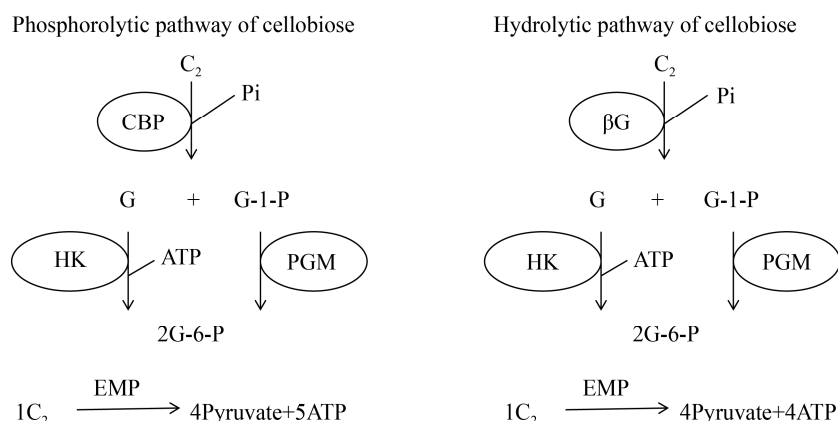 Phosphorolytic pathway of cellobiose
C₂
Pi
CBP
G + G-1-P
HK
ATP
PGM
2G-6-P
EMP
1C₂
4Pyruvate+5ATP
Hydrolytic pathway of cellobiose
C₂
Pi
βG
G + G-1-P
HK
ATP
PGM
2G-6-P
EMP
1C₂
4Pyruvate+4ATP